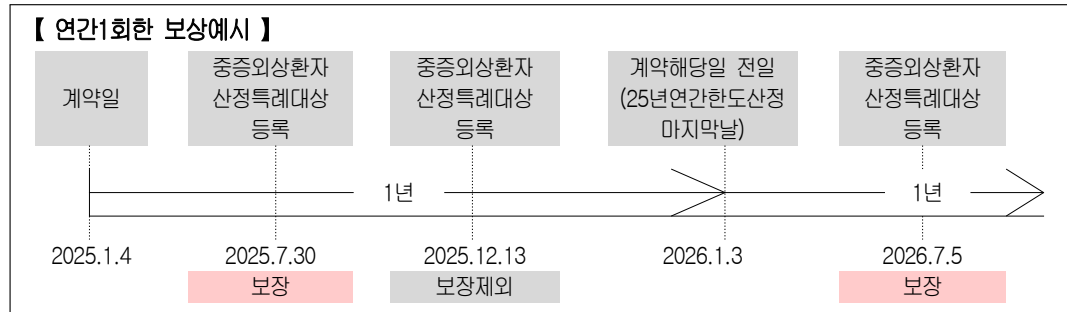 【 연간1회한 보상예시 】
계약일
중증외상환자
산정특례대상
등록
중증외상환자
산정특례대상
등록
계약해당일 전일
(25년연간한도산정
마지막날)
중증외상환자
산정특례대상
등록
1년
1년
2025.1.4
2025.7.30
2025.12.13
2026.1.3
2026.7.5
보장
보장제외
보장